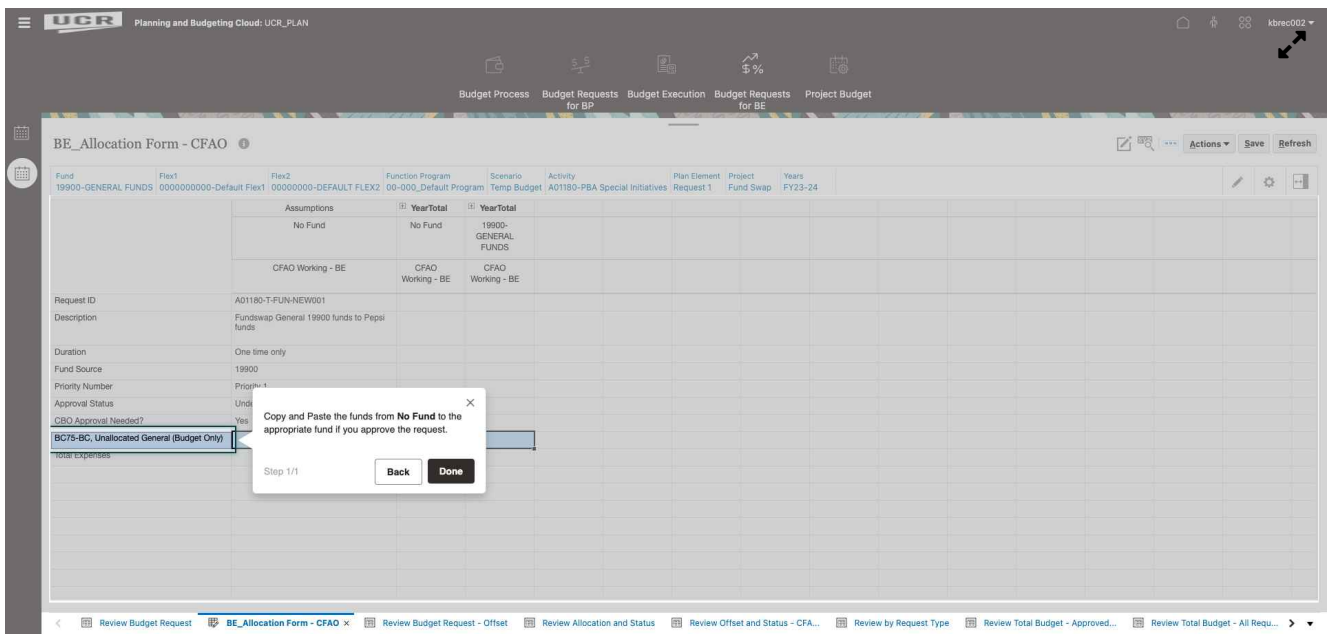 UCR Planning and Budgeting Cloud: UCR_PLAN kbrec002
Budget Process Budget Requests for BP Budget Execution Budget Requests for BE Project Budget
BE_Allocation Form - CFAO
Actions Save Refresh
Fund Flex1 Flex2 Function Program Scenario Activity Plan Element Project Years
19900-GENERAL FUNDS 0000000000-Default Flex1 00000000-DEFAULT FLEX2 00-000_Default Program Temp Budget A01180-PBA Special Initiatives Request 1 Fund Swap FY23-24
Assumptions YearTotal YearTotal
No Fund No Fund 19900-GENERAL FUNDS
CFAO Working - BE CFAO Working - BE CFAO Working - BE
Request ID A01180-T-FUN-NEW001
Description Fundswap General 19900 funds to Pepsi funds
Duration One time only
Fund Source 19900
Priority Number Priority 1
Approval Status Unde
CBO Approval Needed? Yes
BC75-BC, Unallocated General (Budget Only)
Total Expenses
Copy and Paste the funds from No Fund to the
appropriate fund if you approve the request.
Step 1/1 Back Done
Review Budget Request BE_Allocation Form - CFAO Review Budget Request - Offset Review Allocation and Status Review Offset and Status - CFA... Review by Request Type Review Total Budget - Approved... Review Total Budget - All Requ...